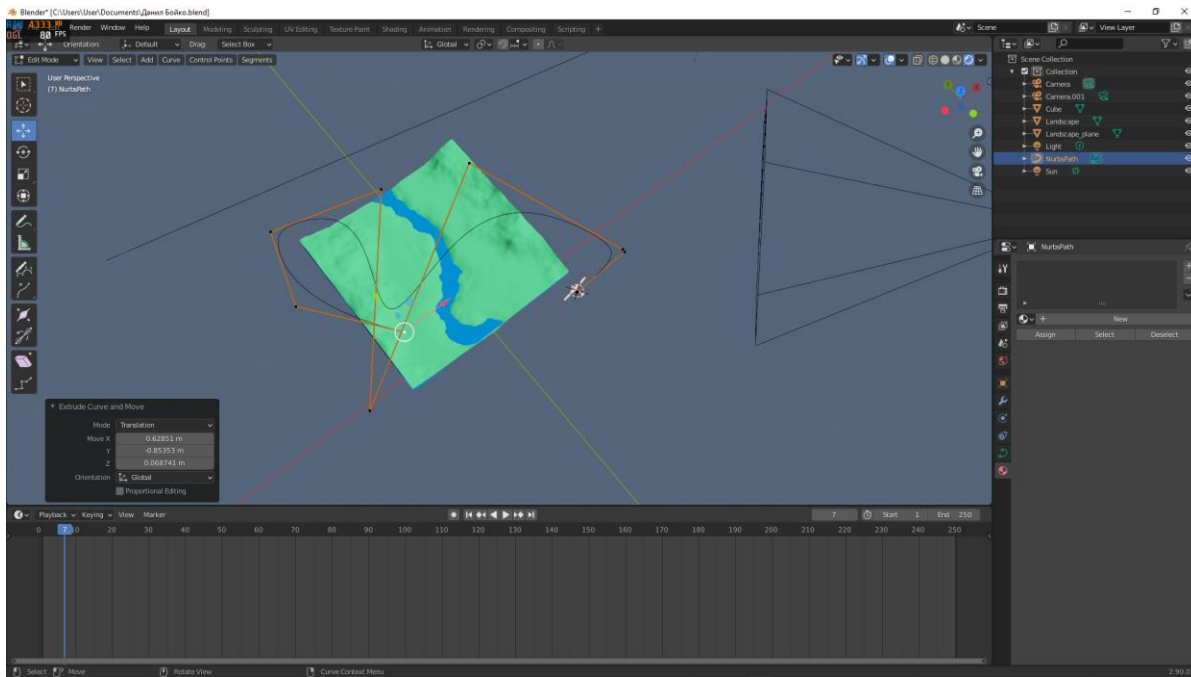 Blender* [C:\Users\User\Documents\Данил Бойко.blend]
4333
80 FPS
Render Window Help Layout Modeling Sculpting UV Editing Texture Paint Shading Animation Rendering Compositing Scripting + Scene View Layer
Orientation: Default Drag: Select Box Global
Edit Mode View Select Add Curve Control Points Segments
User Perspective
(7) NurbsPath
Scene Collection
Collection
Camera
Camera.001
Cube
Landscape
Landscape_plane
Light
NurbsPath
Sun
NurbsPath
New
Assign Select Deselect
Extrude Curve and Move
Mode Translation
Move X 0.62851 m
Y -0.85353 m
Z 0.068741 m
Orientation Global
Proportional Editing
Playback Keying View Marker 7 Start 1 End 250
0 7 10 20 30 40 50 60 70 80 90 100 110 120 130 140 150 160 170 180 190 200 210 220 230 240 250
Select Move Rotate View Curve Context Menu 2.90.0